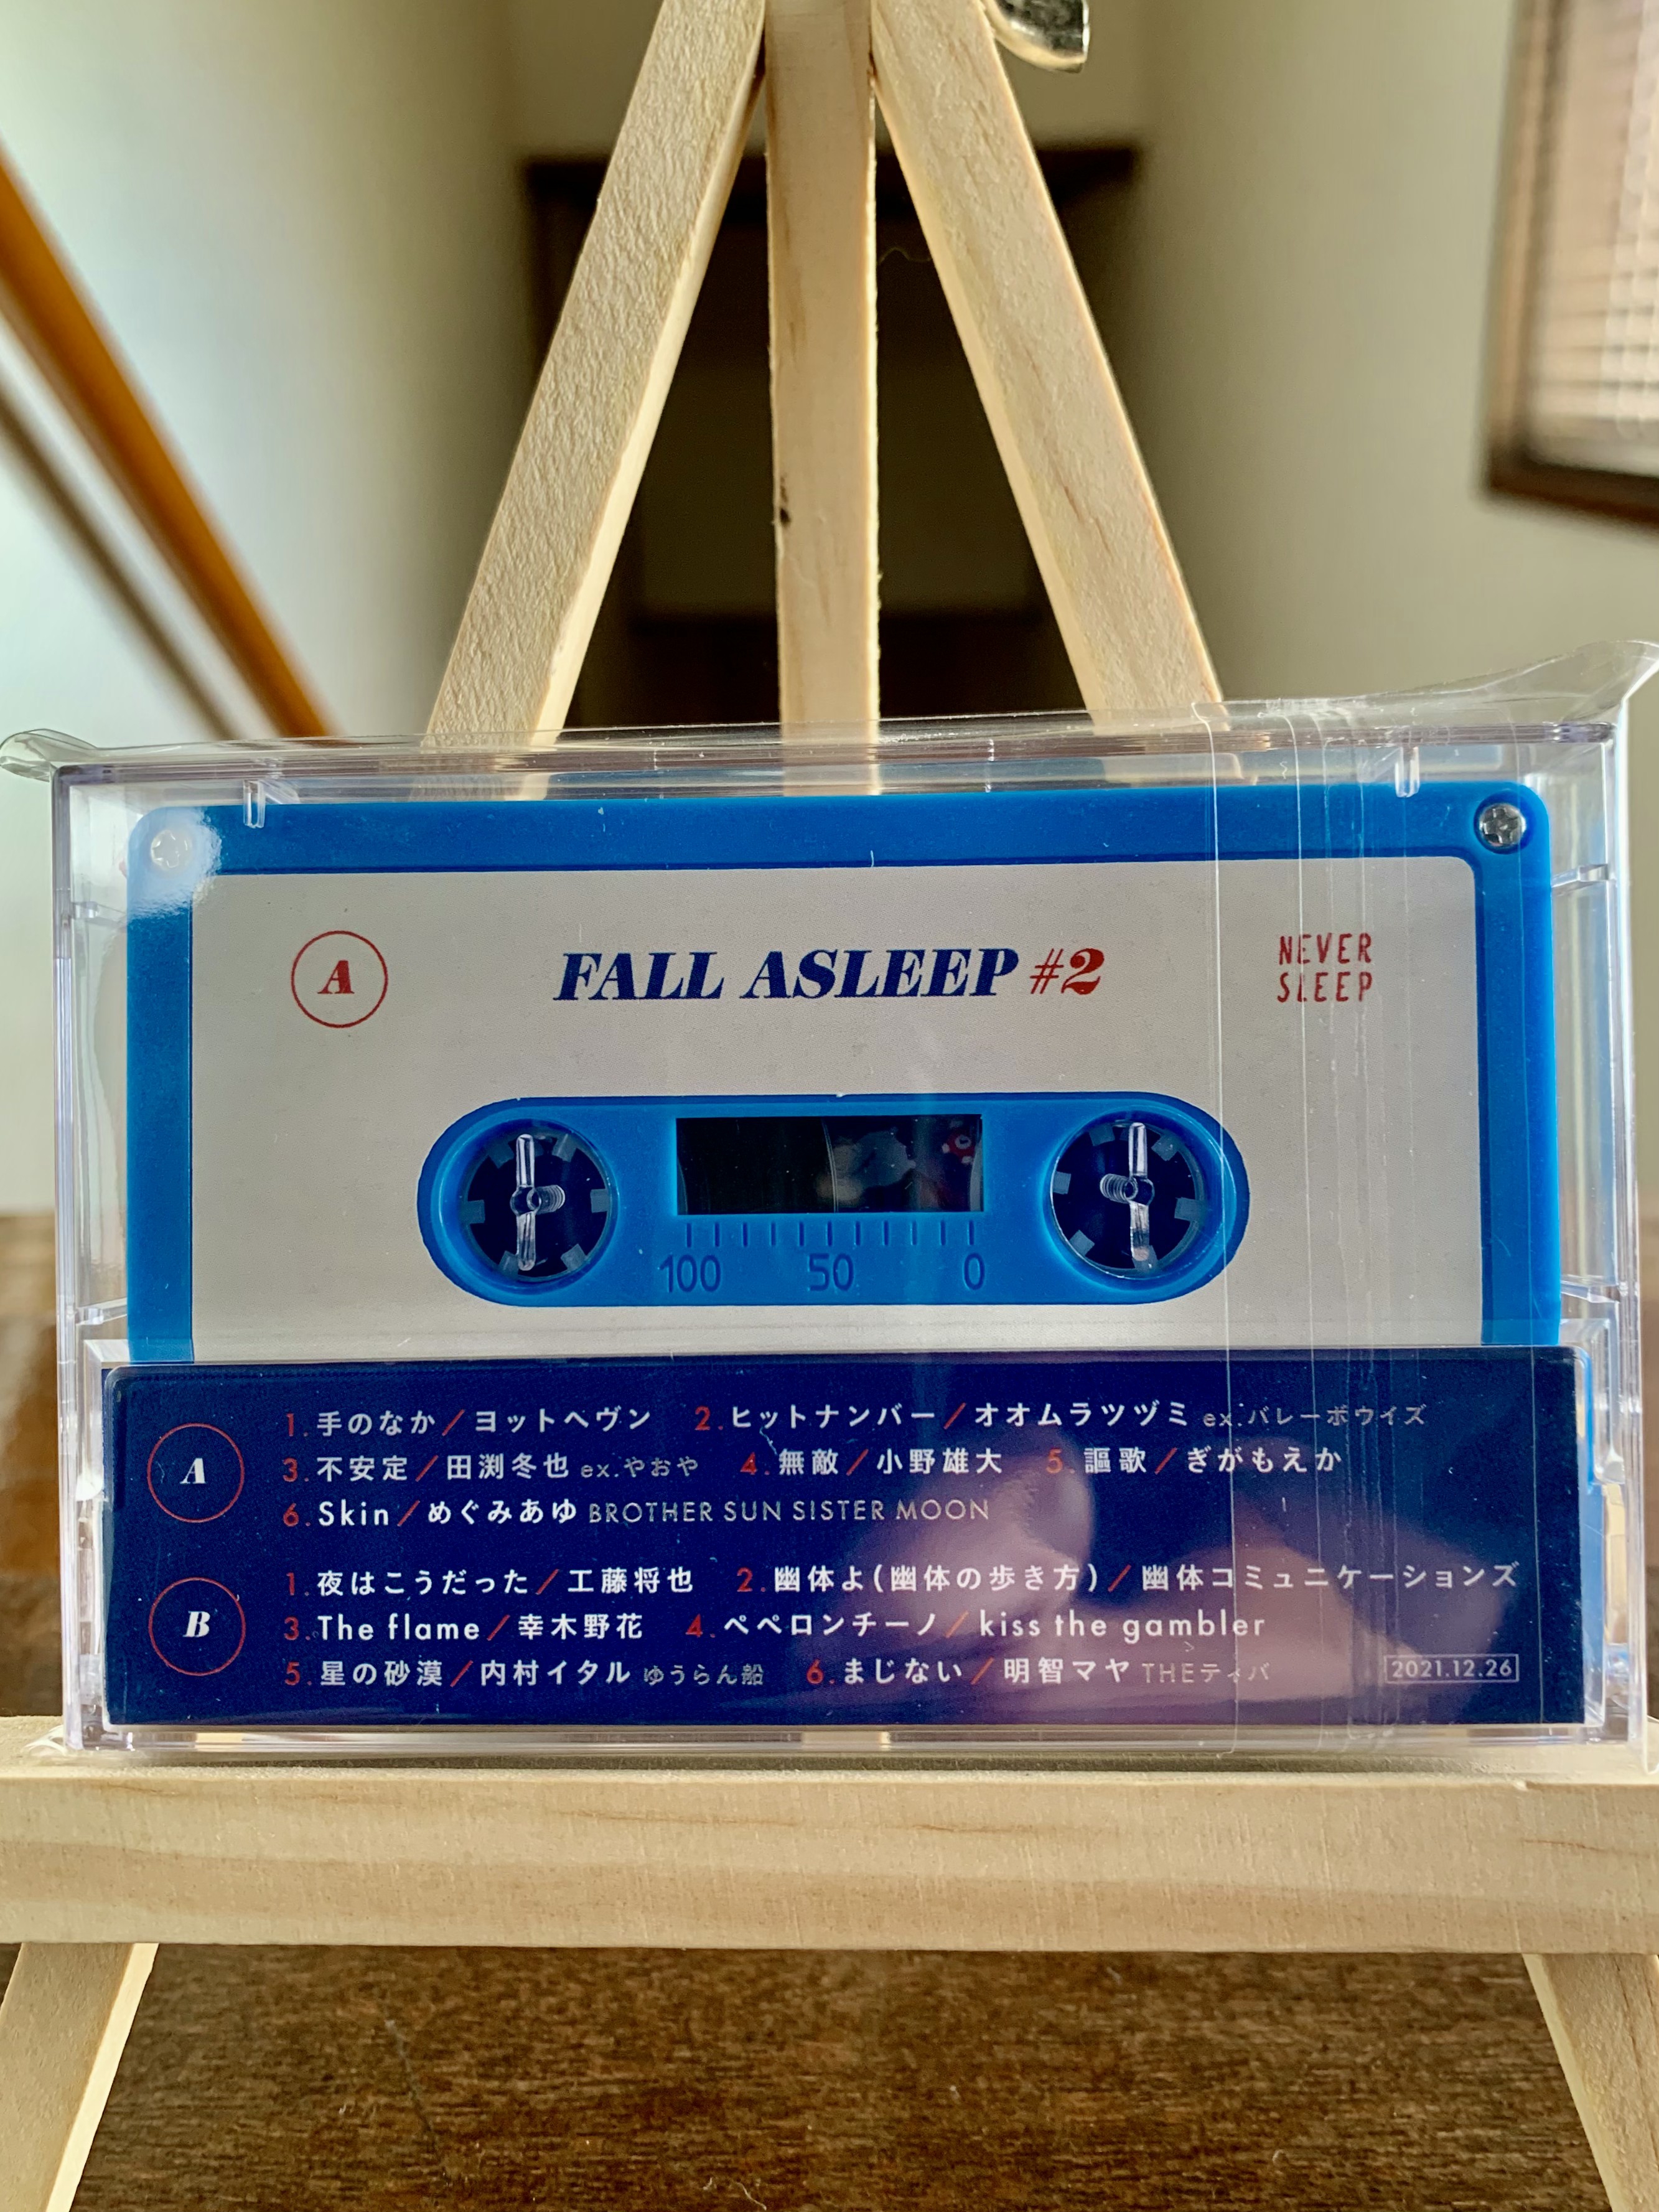 A
FALL ASLEEP #2
NEVER
SLEEP
100 50 0
A
1.手のなか/ヨットヘヴン 2.ヒットナンバー/オオムラツヅミ ex.バレーボウイズ
3.不安定/田渕冬也 ex.やおや 4.無敵/小野雄大 5.謳歌/ぎがもえか
6.Skin/めぐみあゆ BROTHER SUN SISTER MOON
B
1.夜はこうだった/工藤将也 2.幽体よ(幽体の歩き方)/幽体コミュニケーションズ
3.The flame/幸木野花 4.ペペロンチーノ/kiss the gambler
5.星の砂漠/内村イタル ゆうらん船 6.まじない/明智マヤ THEティバ
2021.12.26